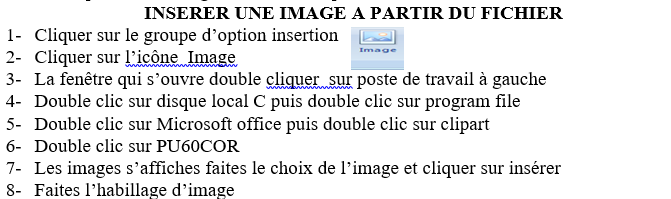 INSERER UNE IMAGE A PARTIR DU FICHIER
1- Cliquer sur le groupe d'option insertion
Image
2- Cliquer sur l'icône Image
3- La fenêtre qui s'ouvre double cliquer sur poste de travail à gauche
4- Double clic sur disque local C puis double clic sur program file
5- Double clic sur Microsoft office puis double clic sur clipart
6- Double clic sur PU60COR
7- Les images s'affiches faites le choix de l'image et cliquer sur insérer
8- Faites l'habillage d'image